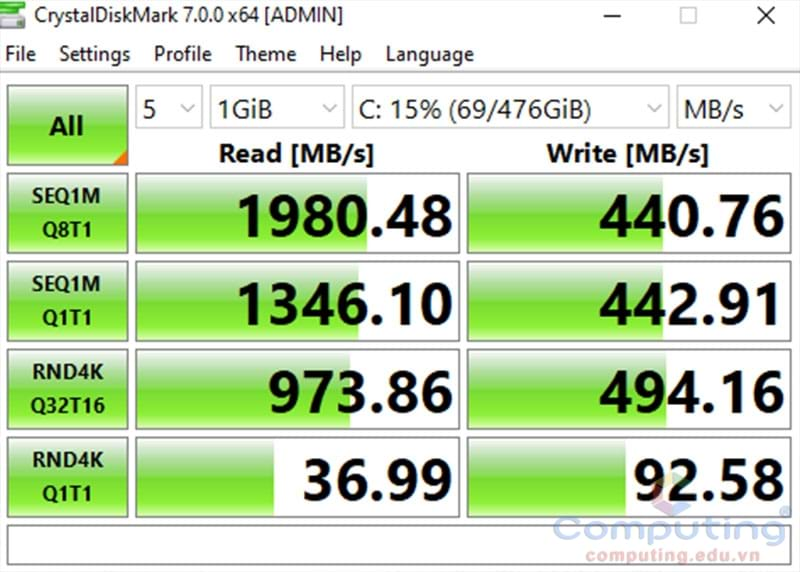 CrystalDiskMark 7.0.0 x64 [ADMIN]
File Settings Profile Theme Help Language
All 5 1GiB C: 15% (69/476GiB) MB/s
Read [MB/s] Write [MB/s]
SEQ1M
Q8T1
1980.48 440.76
SEQ1M
Q1T1
1346.10 442.91
RND4K
Q32T16
973.86 494.16
RND4K
Q1T1
36.99 92.58
Computing®
computing.edu.vn